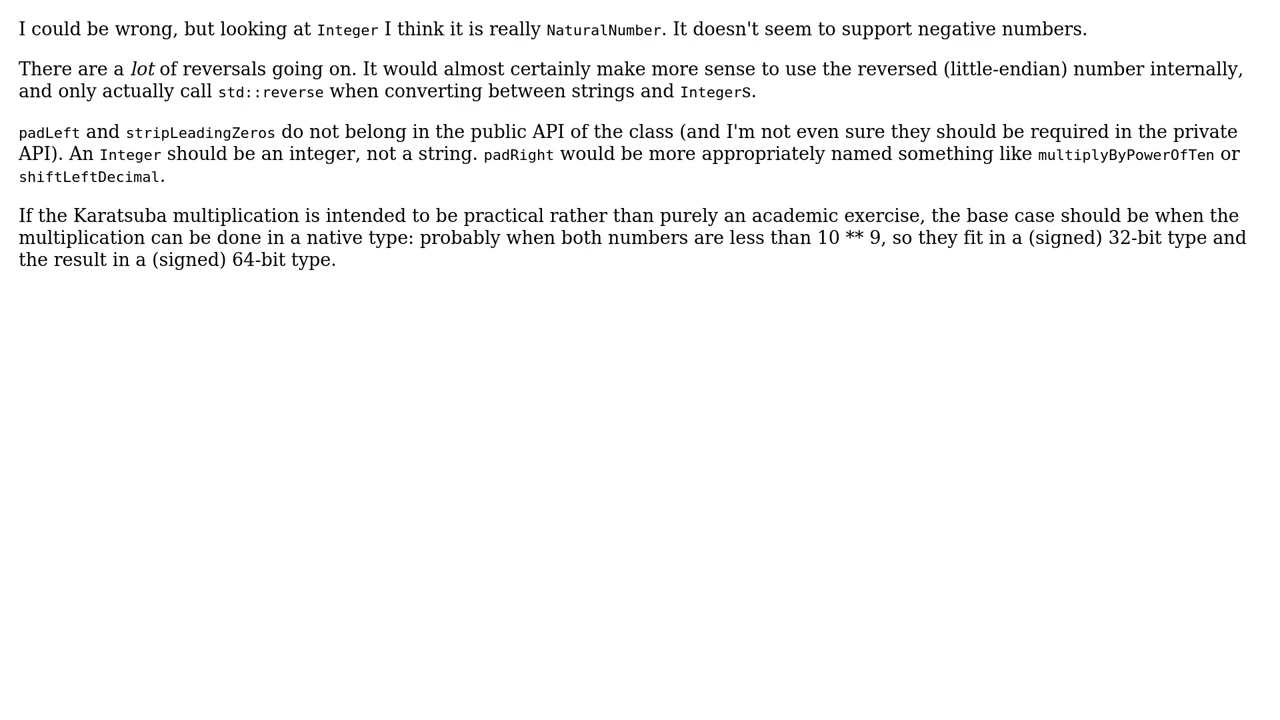 I could be wrong, but looking at Integer I think it is really NaturalNumber. It doesn't seem to support negative numbers.
There are a lot of reversals going on. It would almost certainly make more sense to use the reversed (little-endian) number internally,
and only actually call std::reverse when converting between strings and Integers.
padLeft and stripLeadingZeros do not belong in the public API of the class (and I'm not even sure they should be required in the private
API). An Integer should be an integer, not a string. padRight would be more appropriately named something like multiplyByPowerOfTen or
shiftLeftDecimal.
If the Karatsuba multiplication is intended to be practical rather than purely an academic exercise, the base case should be when the
multiplication can be done in a native type: probably when both numbers are less than 10 ** 9, so they fit in a (signed) 32-bit type and
the result in a (signed) 64-bit type.